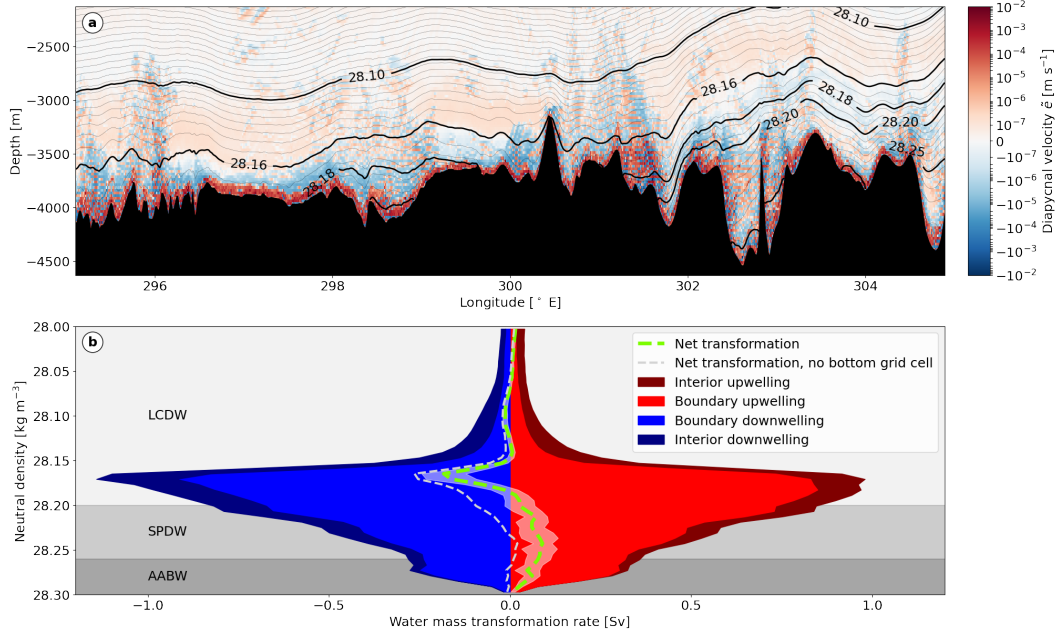 a
28.10
28.10
28.16
28.18
28.20
28.20
28.25
28.16
28.18
−2500
−3000
−3500
−4000
−4500
Depth [m]
296
298
300
302
304
Longitude [° E]
10−2
10−3
10−4
10−5
10−6
10−7
0
−10−7
−10−6
−10−5
−10−4
−10−3
−10−2
Diapycnal velocity ẽ [m s−1]
b
28.00
28.05
28.10
28.15
28.20
28.25
28.30
Neutral density [kg m−3]
LCDW
SPDW
AABW
Net transformation
Net transformation, no bottom grid cell
Interior upwelling
Boundary upwelling
Boundary downwelling
Interior downwelling
−1.0
−0.5
0.0
0.5
1.0
Water mass transformation rate [Sv]